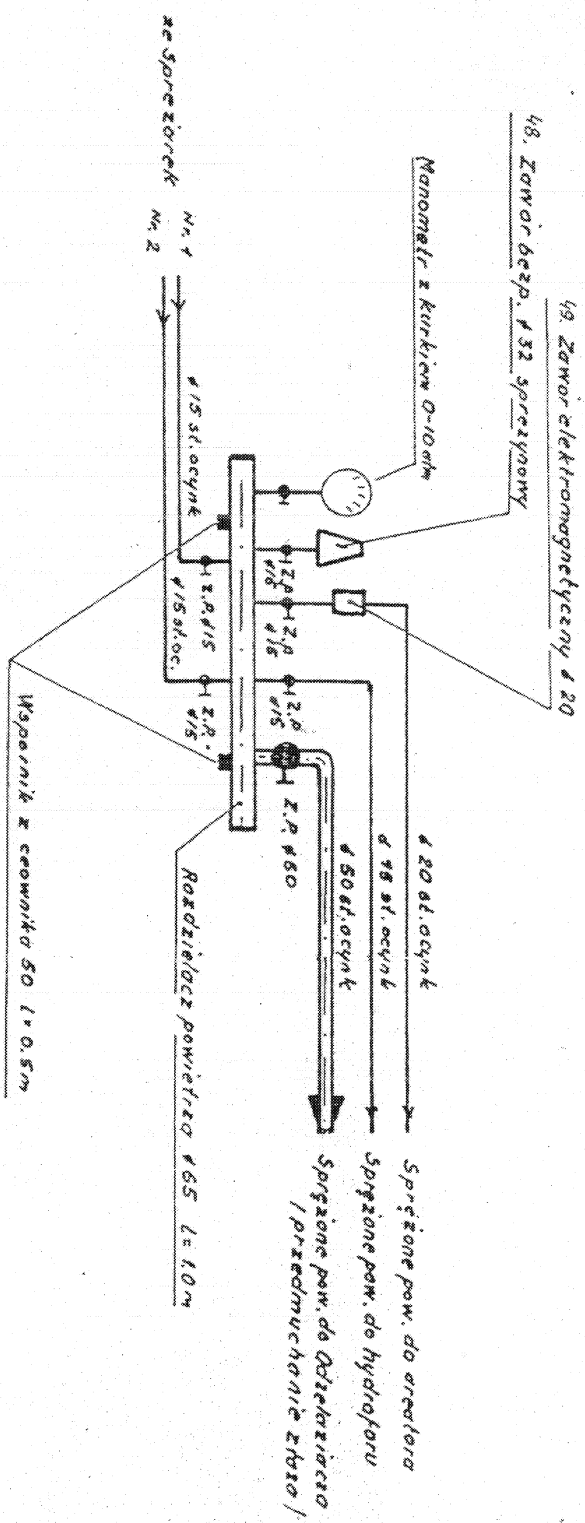 49. Zawór elektromagnetyczny ø 20
48. Zawór bezp. ø 32 sprężynowy
Manometr z kurkiem 0-10 atm
ze sprężarek
Nr. 1
Nr. 2
ø 15 st. ocynk
ø 15 st. oc.
Z.P. ø 15
Z.P. ø 15
Z.P.
Z.P. ø 15
Z.P. ø 15
Z.P. ø 50
ø 20 st. ocynk
st. ocynk
ø 50 st. ocynk
Sprężone pow. do areatora
Sprężone pow. do hydroforu
Sprężone pow. do Odżelaziacza
/ przedmuchanie złoża /
Rozdzielacz powietrza ø 65 l = 1.0 m
Wspornik z ceownika 50 l = 0.5 m